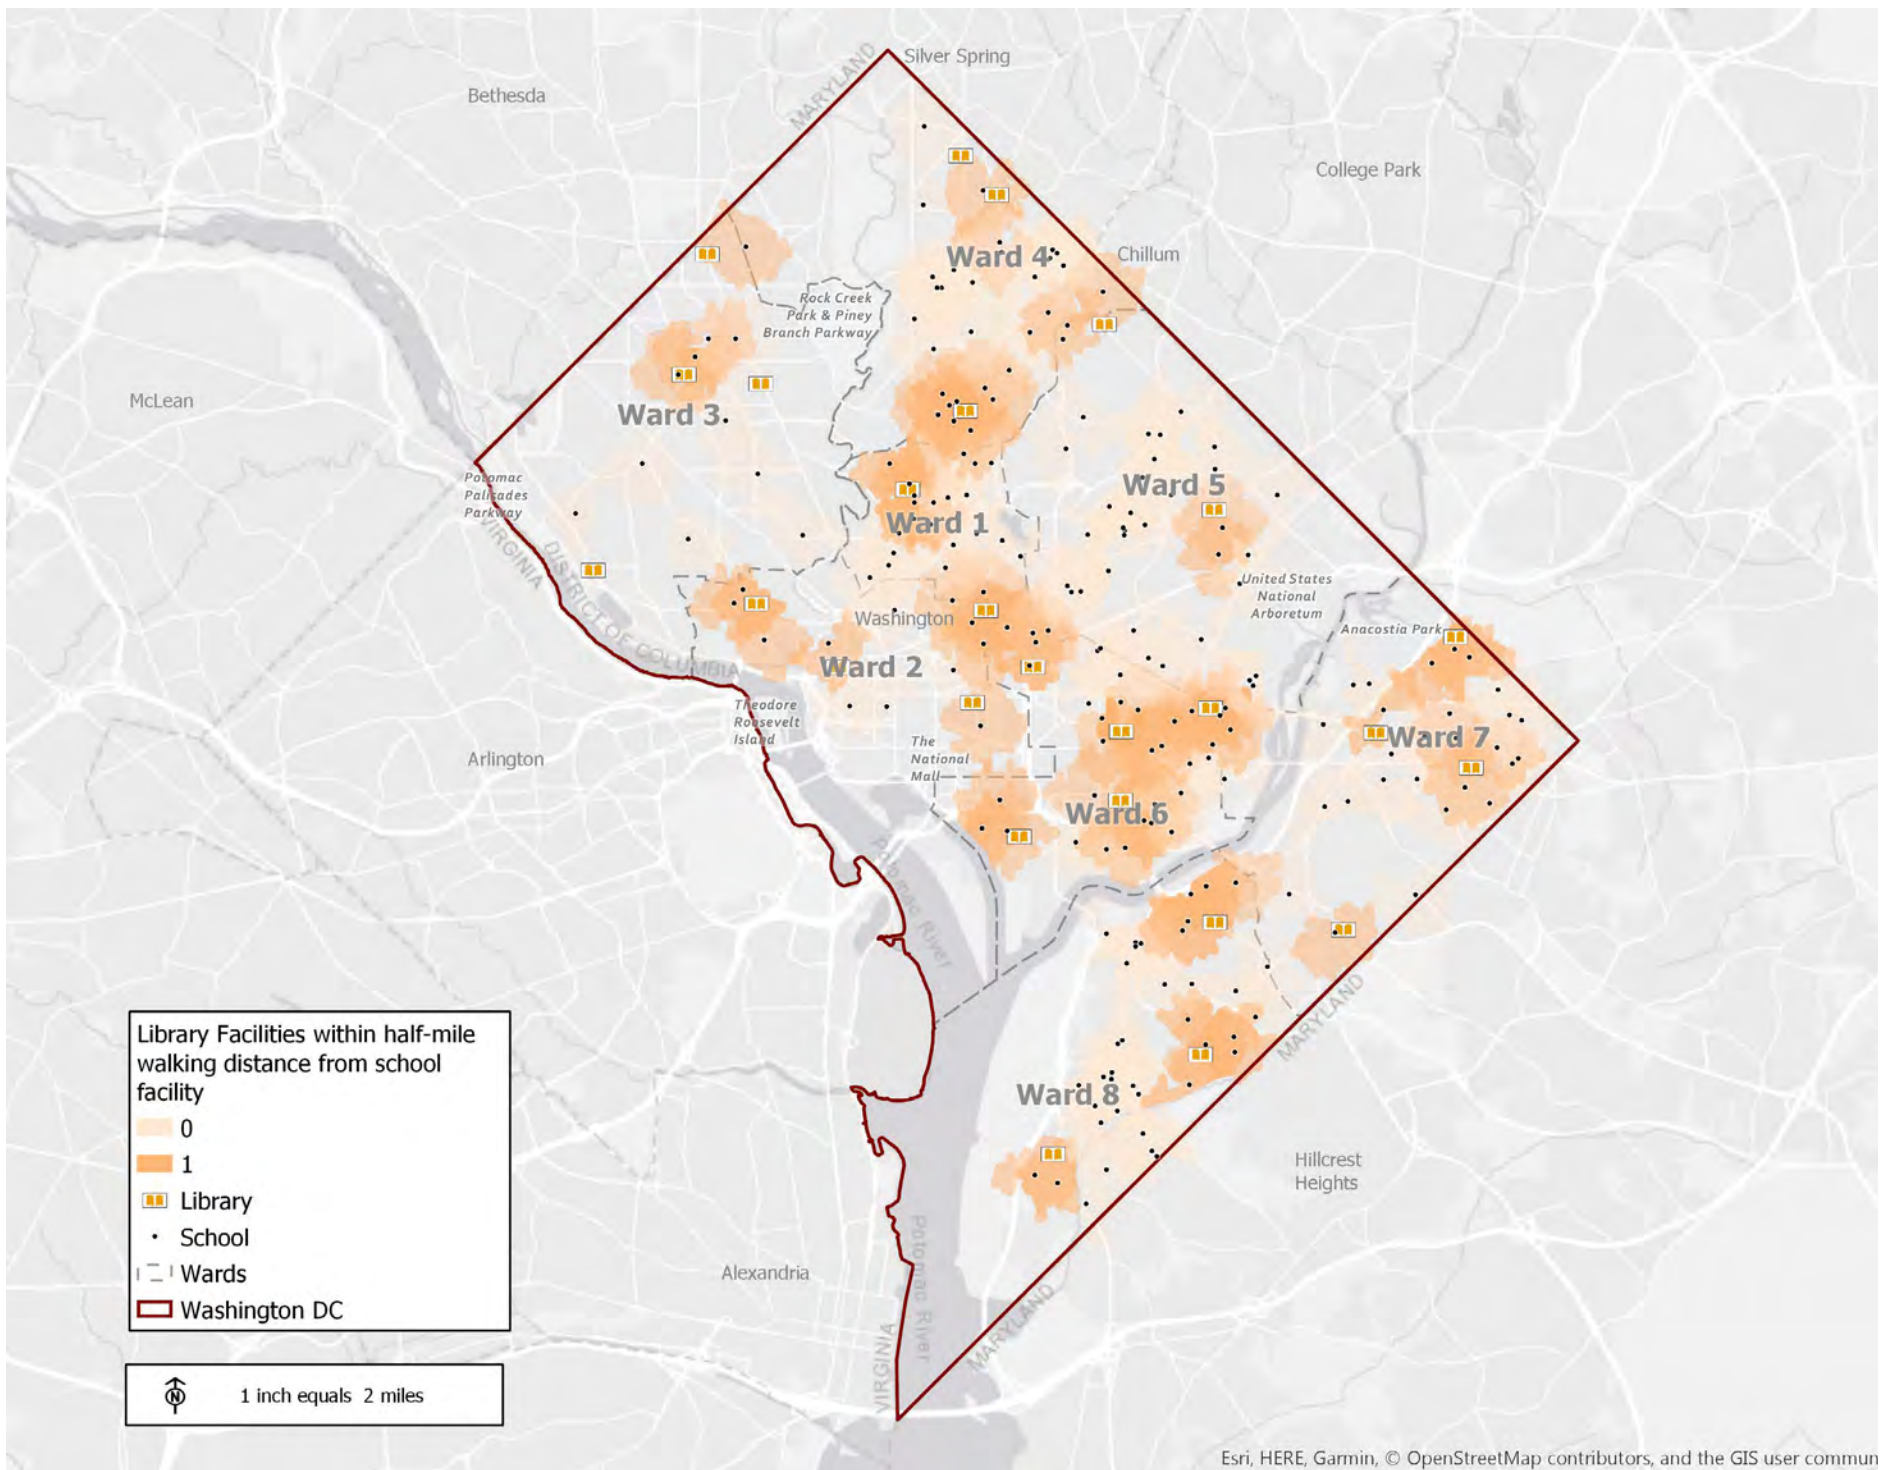 Silver Spring
MARYLAND
Bethesda
College Park
Ward 4
Chillum
Rock Creek
Park & Piney
Branch Parkway
McLean
Ward 3
Potomac
Palisades
Parkway
Ward 5
Ward 1
VIRGINIA
DISTRICT OF COLUMBIA
United States
National
Arboretum
Washington
Anacostia Park
Ward 2
Theodore
Roosevelt
Island
The
National
Mall
Ward 7
Arlington
Ward 6
Potomac River
MARYLAND
Library Facilities within half-mile
walking distance from school
facility
0
1
Library
School
Wards
Washington DC
Ward 8
Hillcrest
Heights
Alexandria
Potomac River
MARYLAND
VIRGINIA
N
1 inch equals 2 miles
Esri, HERE, Garmin, © OpenStreetMap contributors, and the GIS user commun